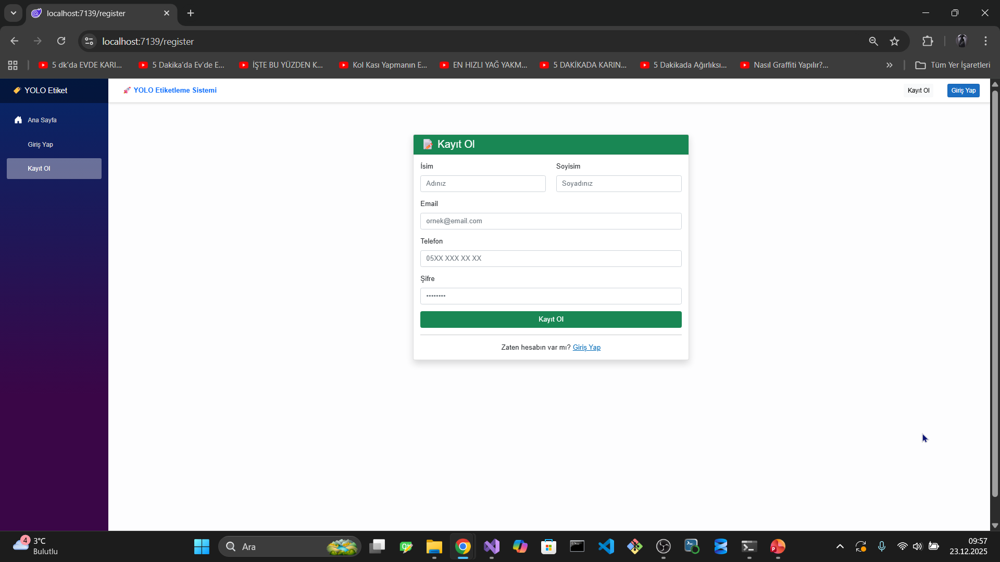 localhost:7139/register
localhost:7139/register
5 dk'da EVDE KARI...
5 Dakika'da Ev'de E...
İŞTE BU YÜZDEN K...
Kol Kası Yapmanın E...
EN HIZLI YAĞ YAKM...
5 DAKİKADA KARIN...
5 Dakikada Ağırlıksı...
Nasıl Graffiti Yapılır?...
Tüm Yer İşaretleri
YOLO Etiket
YOLO Etiketleme Sistemi
Kayıt Ol
Giriş Yap
Ana Sayfa
Giriş Yap
Kayıt Ol
Kayıt Ol
İsim
Soyisim
Adınız
Soyadınız
Email
ornek@email.com
Telefon
05XX XXX XX XX
Şifre
••••••••
Kayıt Ol
Zaten hesabın var mı? Giriş Yap
4
3°C
Bulutlu
Ara
09:57
23.12.2025